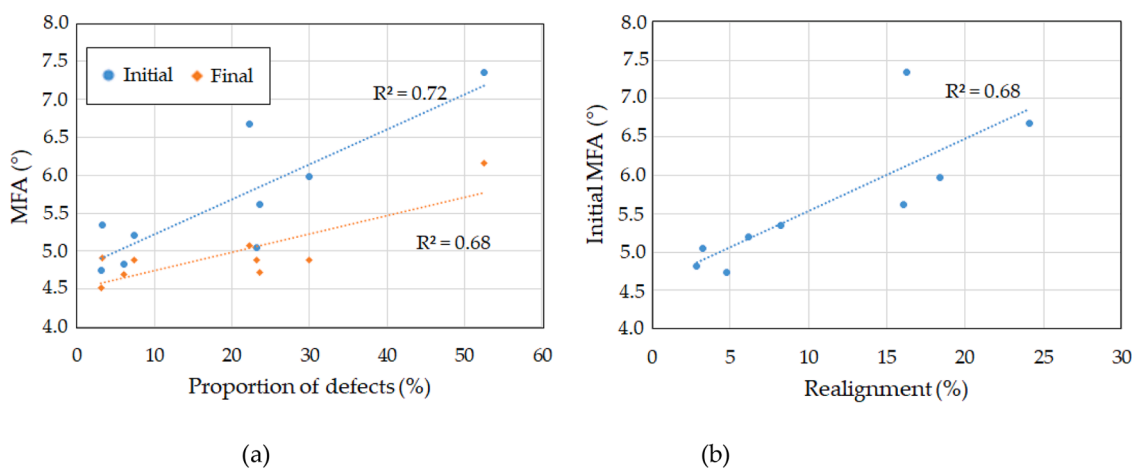 8.0
7.5
7.0
6.5
6.0
5.5
5.0
4.5
4.0
MFA (°)
Initial
Final
R² = 0.72
R² = 0.68
0
10
20
30
40
50
60
Proportion of defects (%)
(a)
8.0
7.5
7.0
6.5
6.0
5.5
5.0
4.5
4.0
Initial MFA (°)
R² = 0.68
0
5
10
15
20
25
30
Realignment (%)
(b)